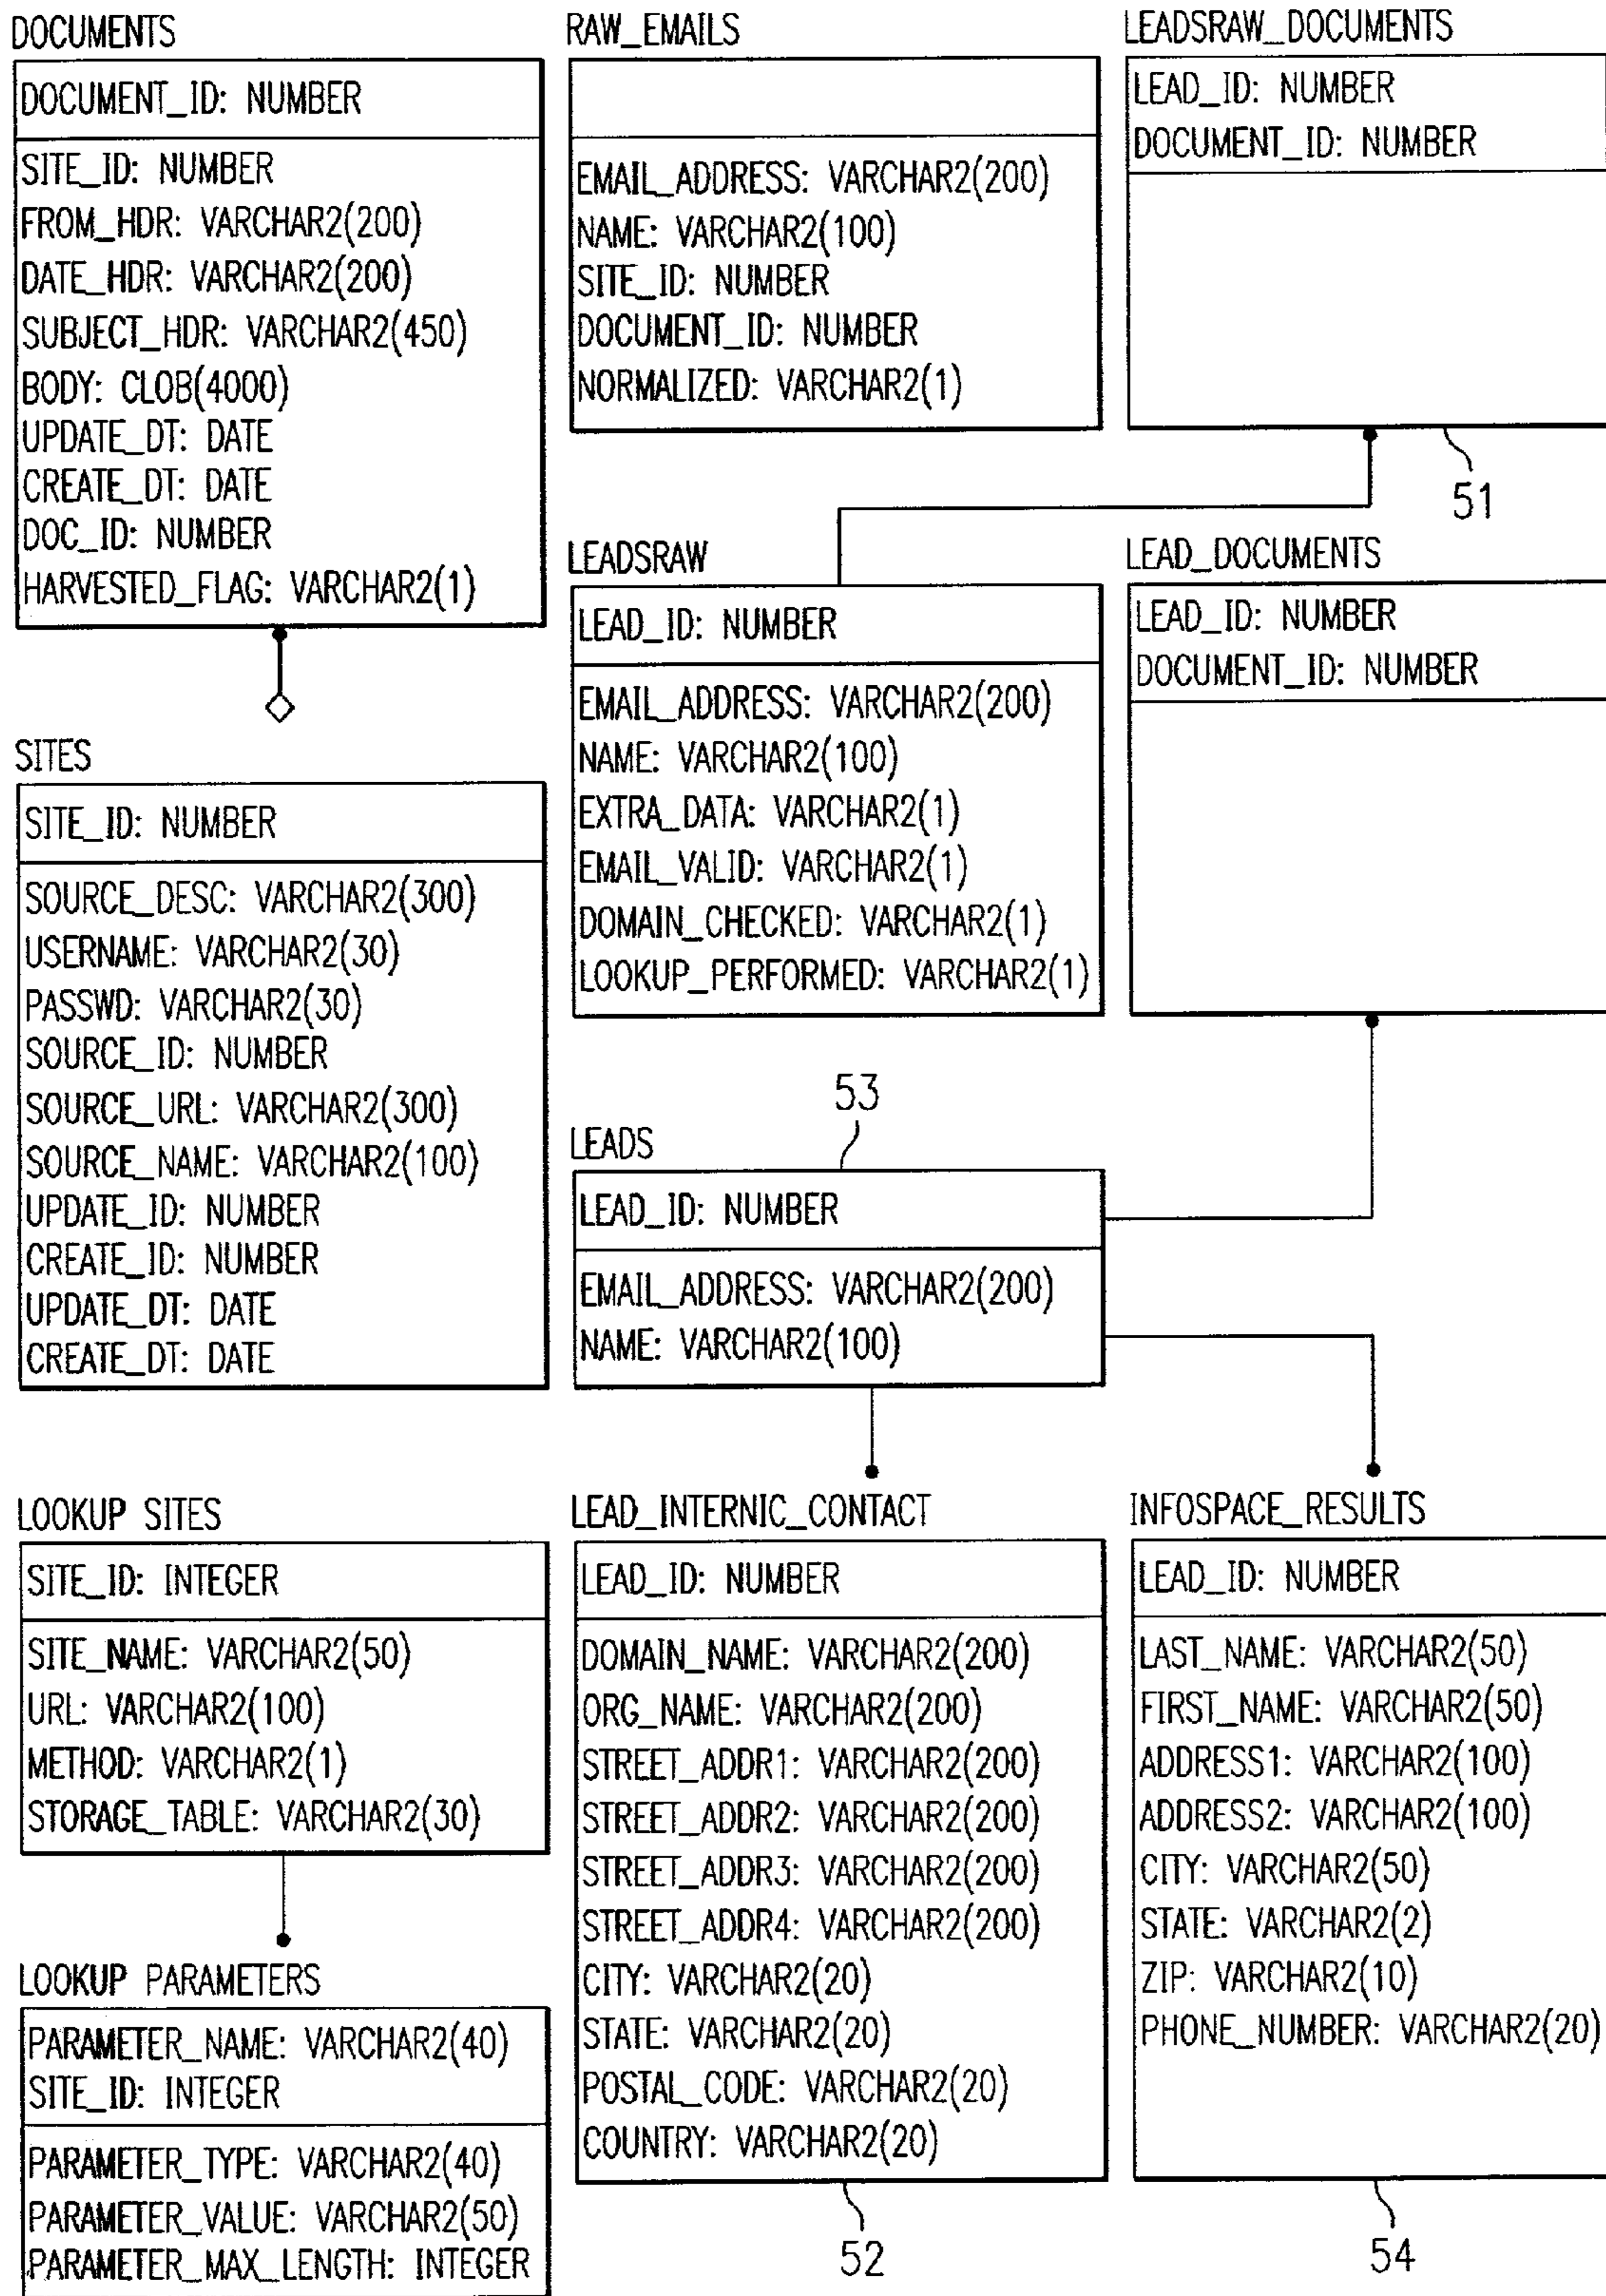 DOCUMENTS
DOCUMENT_ID: NUMBER
SITE_ID: NUMBER
FROM_HDR: VARCHAR2(200)
DATE_HDR: VARCHAR2(200)
SUBJECT_HDR: VARCHAR2(450)
BODY: CLOB(4000)
UPDATE_DT: DATE
CREATE_DT: DATE
DOC_ID: NUMBER
HARVESTED_FLAG: VARCHAR2(1)
SITES
SITE_ID: NUMBER
SOURCE_DESC: VARCHAR2(300)
USERNAME: VARCHAR2(30)
PASSWD: VARCHAR2(30)
SOURCE_ID: NUMBER
SOURCE_URL: VARCHAR2(300)
SOURCE_NAME: VARCHAR2(100)
UPDATE_ID: NUMBER
CREATE_ID: NUMBER
UPDATE_DT: DATE
CREATE_DT: DATE
LOOKUP SITES
SITE_ID: INTEGER
SITE_NAME: VARCHAR2(50)
URL: VARCHAR2(100)
METHOD: VARCHAR2(1)
STORAGE_TABLE: VARCHAR2(30)
LOOKUP PARAMETERS
PARAMETER_NAME: VARCHAR2(40)
SITE_ID: INTEGER
PARAMETER_TYPE: VARCHAR2(40)
PARAMETER_VALUE: VARCHAR2(50)
PARAMETER_MAX_LENGTH: INTEGER
RAW_EMAILS
EMAIL_ADDRESS: VARCHAR2(200)
NAME: VARCHAR2(100)
SITE_ID: NUMBER
DOCUMENT_ID: NUMBER
NORMALIZED: VARCHAR2(1)
LEADSRAW
LEAD_ID: NUMBER
EMAIL_ADDRESS: VARCHAR2(200)
NAME: VARCHAR2(100)
EXTRA_DATA: VARCHAR2(1)
EMAIL_VALID: VARCHAR2(1)
DOMAIN_CHECKED: VARCHAR2(1)
LOOKUP_PERFORMED: VARCHAR2(1)
53
LEADS
LEAD_ID: NUMBER
EMAIL_ADDRESS: VARCHAR2(200)
NAME: VARCHAR2(100)
LEAD_INTERNIC_CONTACT
LEAD_ID: NUMBER
DOMAIN_NAME: VARCHAR2(200)
ORG_NAME: VARCHAR2(200)
STREET_ADDR1: VARCHAR2(200)
STREET_ADDR2: VARCHAR2(200)
STREET_ADDR3: VARCHAR2(200)
STREET_ADDR4: VARCHAR2(200)
CITY: VARCHAR2(20)
STATE: VARCHAR2(20)
POSTAL_CODE: VARCHAR2(20)
COUNTRY: VARCHAR2(20)
52
LEADSRAW_DOCUMENTS
LEAD_ID: NUMBER
DOCUMENT_ID: NUMBER
51
LEAD_DOCUMENTS
LEAD_ID: NUMBER
DOCUMENT_ID: NUMBER
INFOSPACE_RESULTS
LEAD_ID: NUMBER
LAST_NAME: VARCHAR2(50)
FIRST_NAME: VARCHAR2(50)
ADDRESS1: VARCHAR2(100)
ADDRESS2: VARCHAR2(100)
CITY: VARCHAR2(50)
STATE: VARCHAR2(2)
ZIP: VARCHAR2(10)
PHONE_NUMBER: VARCHAR2(20)
54